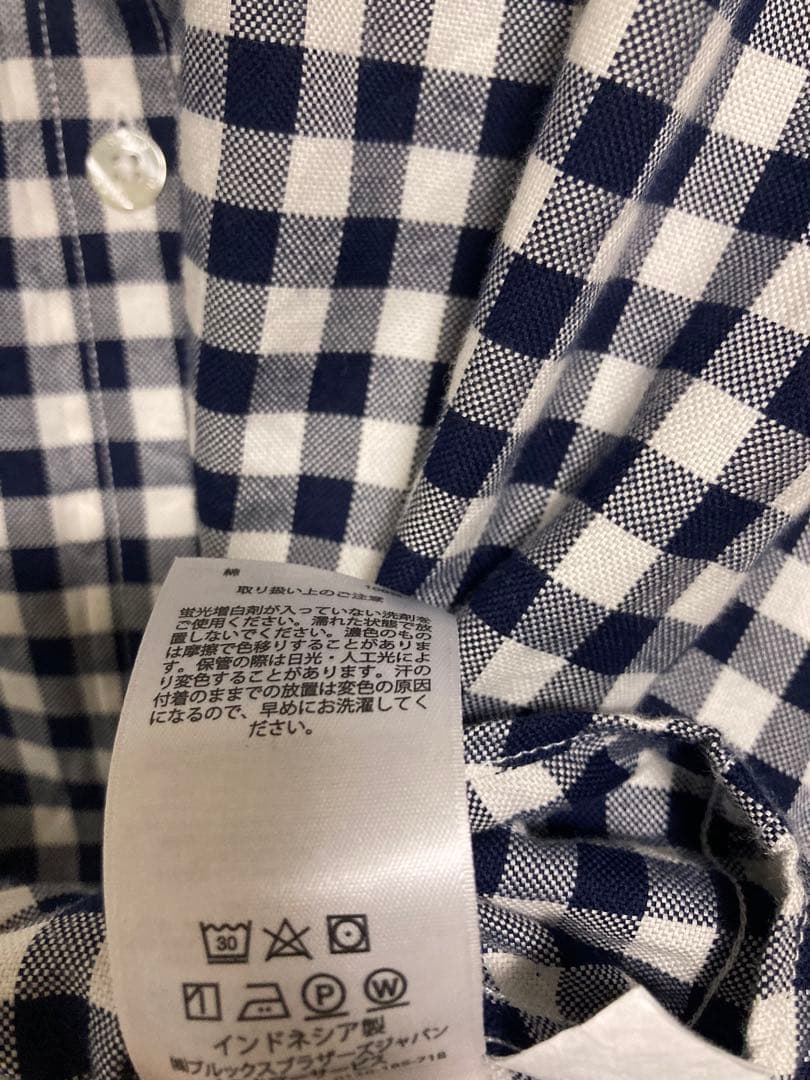 綿
取り扱い上のご注意
蛍光増白剤が入っていない洗剤を
ご使用ください。濡れた状態で放
置しないでください。濃色のもの
は摩擦で色移りすることがありま
す。保管の際は日光・人工光によ
り変色することがあります。汗の
付着のままでの放置は変色の原因
になるので、早めにお洗濯してく
ださい。
30
P W
インドネシア製
㈱ブルックスブラザーズジャパン